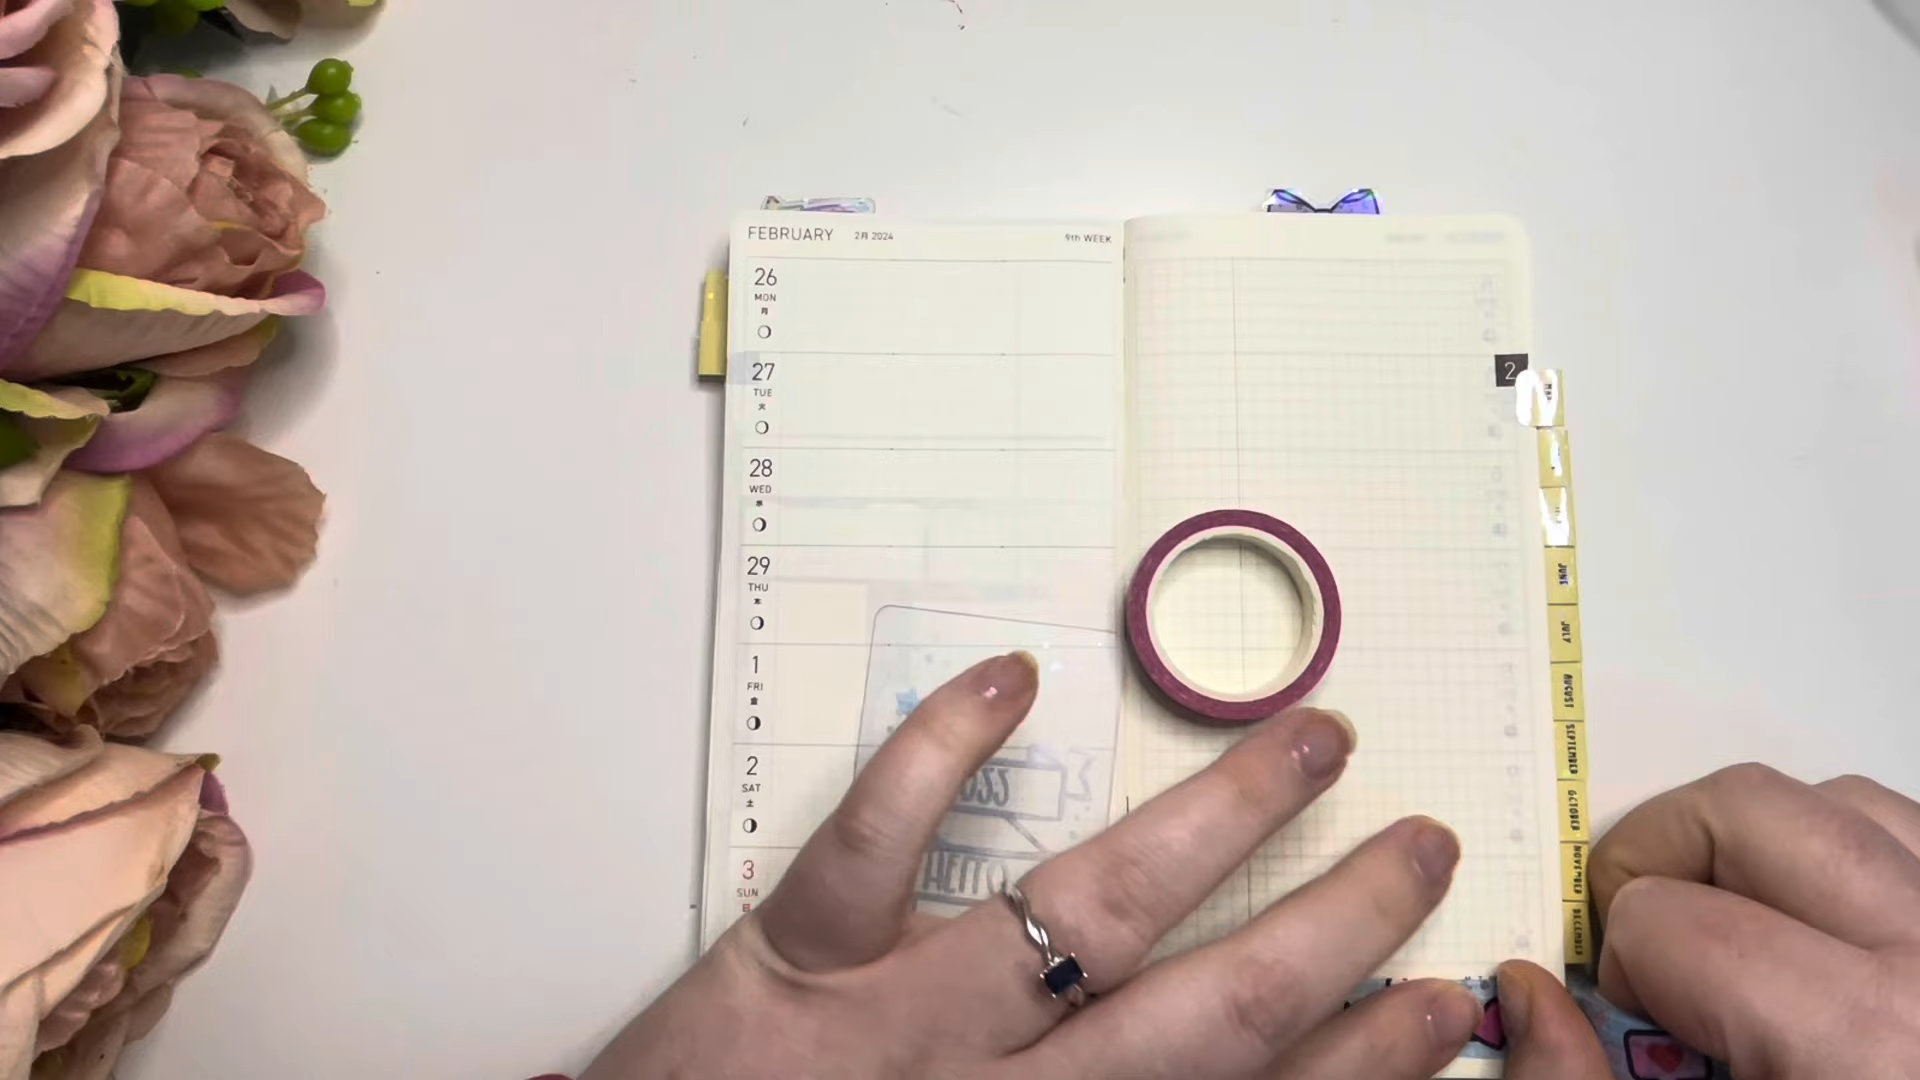 FEBRUARY 2月 2024 9th WEEK
26
MON
月
27
TUE
火
2
28
WED
水
29
THU
木
1
FRI
金
2
SAT
土
3
SUN
日
JUNE
JULY
AUGUST
SEPTEMBER
OCTOBER
NOVEMBER
DECEMBER
HELLO